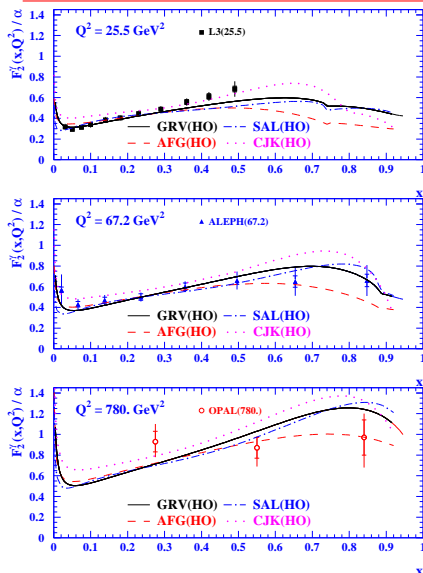 F₂ᵞ(x,Q²) / α
Q² = 25.5 GeV²
L3(25.5)
1.4
1.2
1
0.8
0.6
0.4
0.2
0
GRV(HO)
SAL(HO)
AFG(HO)
CJK(HO)
0 0.1 0.2 0.3 0.4 0.5 0.6 0.7 0.8 0.9 1
x
F₂ᵞ(x,Q²) / α
Q² = 67.2 GeV²
ALEPH(67.2)
1.4
1.2
1
0.8
0.6
0.4
0.2
0
GRV(HO)
SAL(HO)
AFG(HO)
CJK(HO)
0 0.1 0.2 0.3 0.4 0.5 0.6 0.7 0.8 0.9 1
x
F₂ᵞ(x,Q²) / α
Q² = 780. GeV²
OPAL(780.)
1.4
1.2
1
0.8
0.6
0.4
0.2
0
GRV(HO)
SAL(HO)
AFG(HO)
CJK(HO)
0 0.1 0.2 0.3 0.4 0.5 0.6 0.7 0.8 0.9 1
x